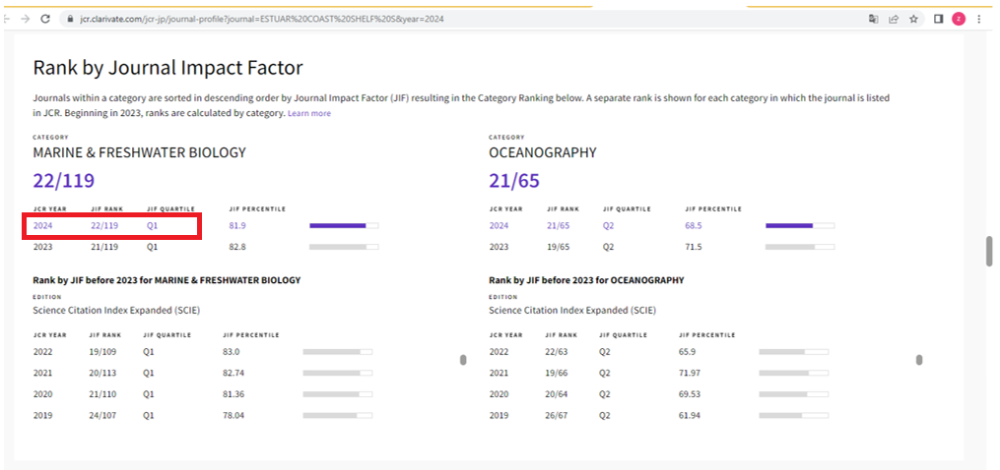 jcr.clarivate.com/jcr-jp/journal-profile?journal=ESTUAR%20COAST%20SHELF%20S&year=2024
z
Rank by Journal Impact Factor
Journals within a category are sorted in descending order by Journal Impact Factor (JIF) resulting in the Category Ranking below. A separate rank is shown for each category in which the journal is listed
in JCR. Beginning in 2023, ranks are calculated by category. Learn more
CATEGORY
MARINE & FRESHWATER BIOLOGY
22/119
JCR YEAR JIF RANK JIF QUARTILE JIF PERCENTILE
2024 22/119 Q1 81.9
2023 21/119 Q1 82.8
Rank by JIF before 2023 for MARINE & FRESHWATER BIOLOGY
EDITION
Science Citation Index Expanded (SCIE)
JCR YEAR JIF RANK JIF QUARTILE JIF PERCENTILE
2022 19/109 Q1 83.0
2021 20/113 Q1 82.74
2020 21/110 Q1 81.36
2019 24/107 Q1 78.04
CATEGORY
OCEANOGRAPHY
21/65
JCR YEAR JIF RANK JIF QUARTILE JIF PERCENTILE
2024 21/65 Q2 68.5
2023 19/65 Q2 71.5
Rank by JIF before 2023 for OCEANOGRAPHY
EDITION
Science Citation Index Expanded (SCIE)
JCR YEAR JIF RANK JIF QUARTILE JIF PERCENTILE
2022 22/63 Q2 65.9
2021 19/66 Q2 71.97
2020 20/64 Q2 69.53
2019 26/67 Q2 61.94